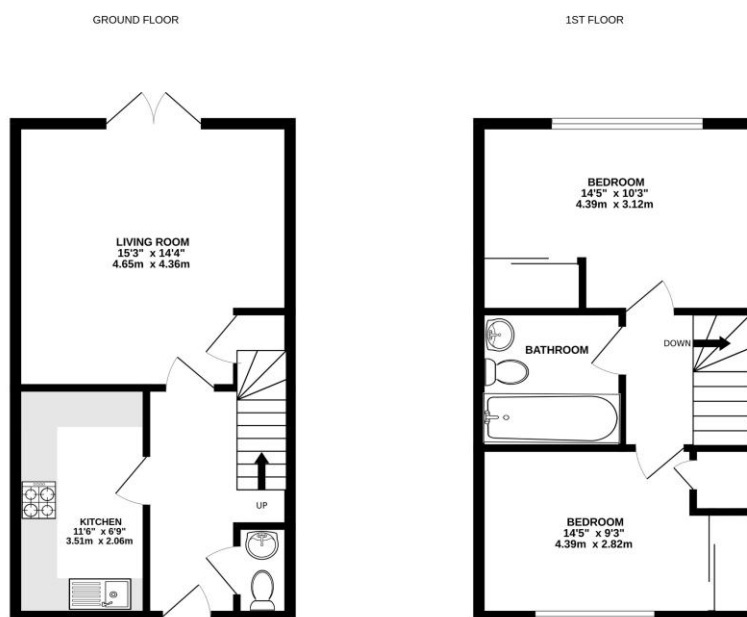 GROUND FLOOR
1ST FLOOR
LIVING ROOM
15'3" x 14'4"
4.65m x 4.36m
BEDROOM
14'5" x 10'3"
4.39m x 3.12m
BATHROOM
DOWN
KITCHEN
11'6" x 6'9"
3.51m x 2.06m
UP
BEDROOM
14'5" x 9'3"
4.39m x 2.82m